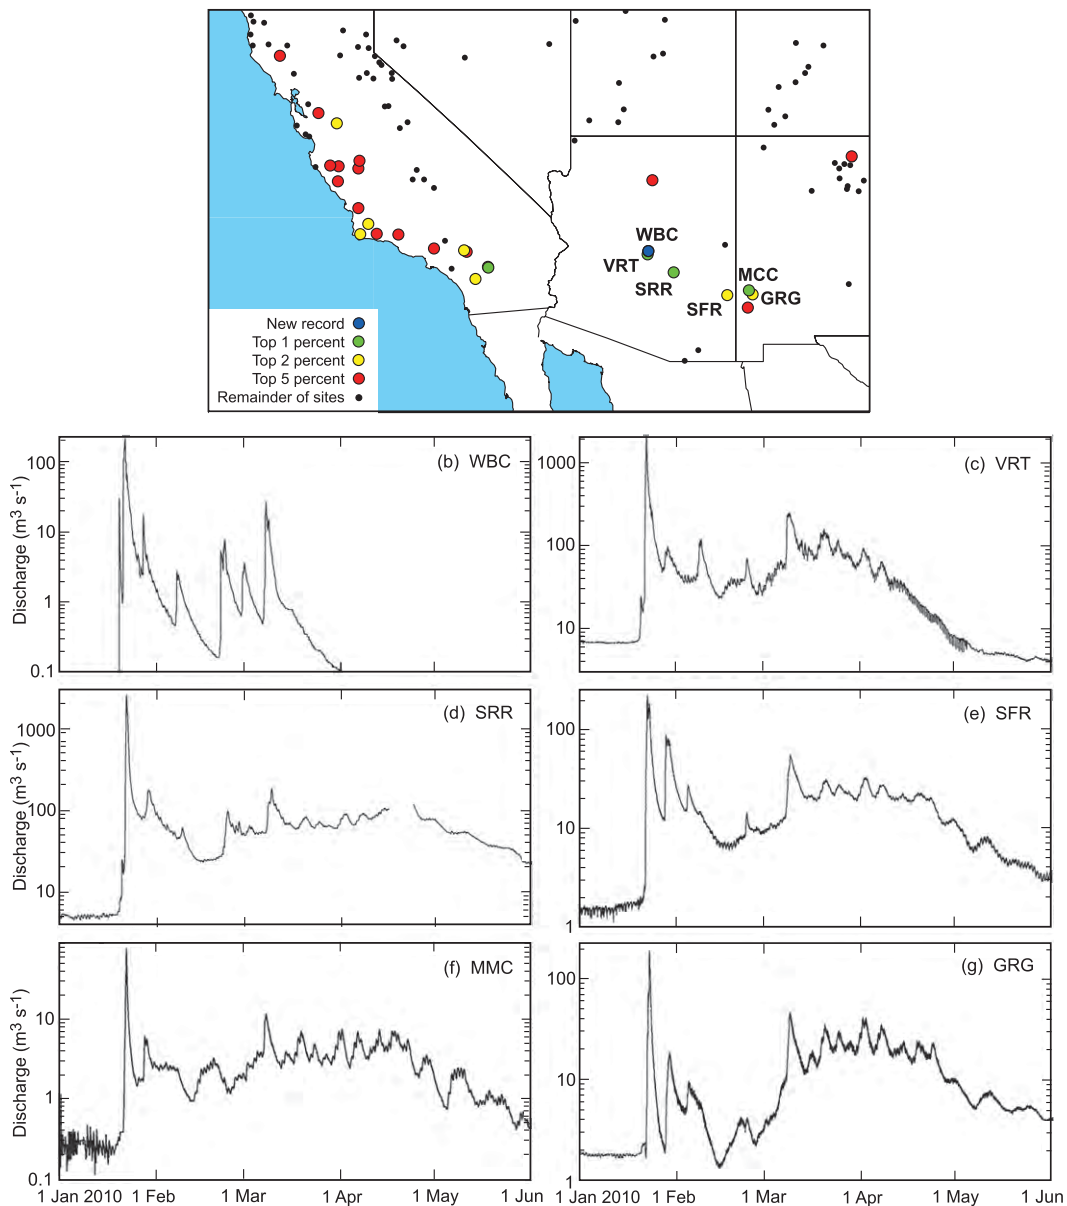 WBC
VRT
SRR
MCC
SFR
GRG
New record
Top 1 percent
Top 2 percent
Top 5 percent
Remainder of sites
(b) WBC
Discharge (m3 s-1)
100
10
1
0.1
(c) VRT
1000
100
10
(d) SRR
Discharge (m3 s-1)
1000
100
10
(e) SFR
100
10
1
(f) MMC
Discharge (m3 s-1)
10
1
0.1
1 Jan 2010 1 Feb 1 Mar 1 Apr 1 May 1 Jun
(g) GRG
100
10
1
1 Jan 2010 1 Feb 1 Mar 1 Apr 1 May 1 Jun